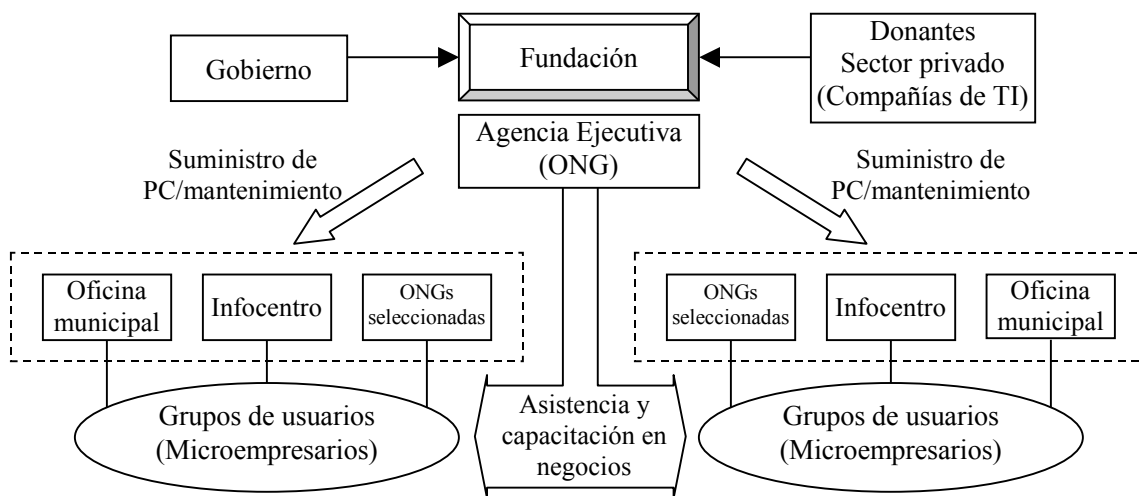 Gobierno
Fundación
Donantes
Sector privado
(Compañías de TI)
Agencia Ejecutiva
(ONG)
Suministro de
PC/mantenimiento
Suministro de
PC/mantenimiento
Oficina
municipal
Infocentro
ONGs
seleccionadas
ONGs
seleccionadas
Infocentro
Oficina
municipal
Grupos de usuarios
(Microempresarios)
Asistencia y
capacitación en
negocios
Grupos de usuarios
(Microempresarios)